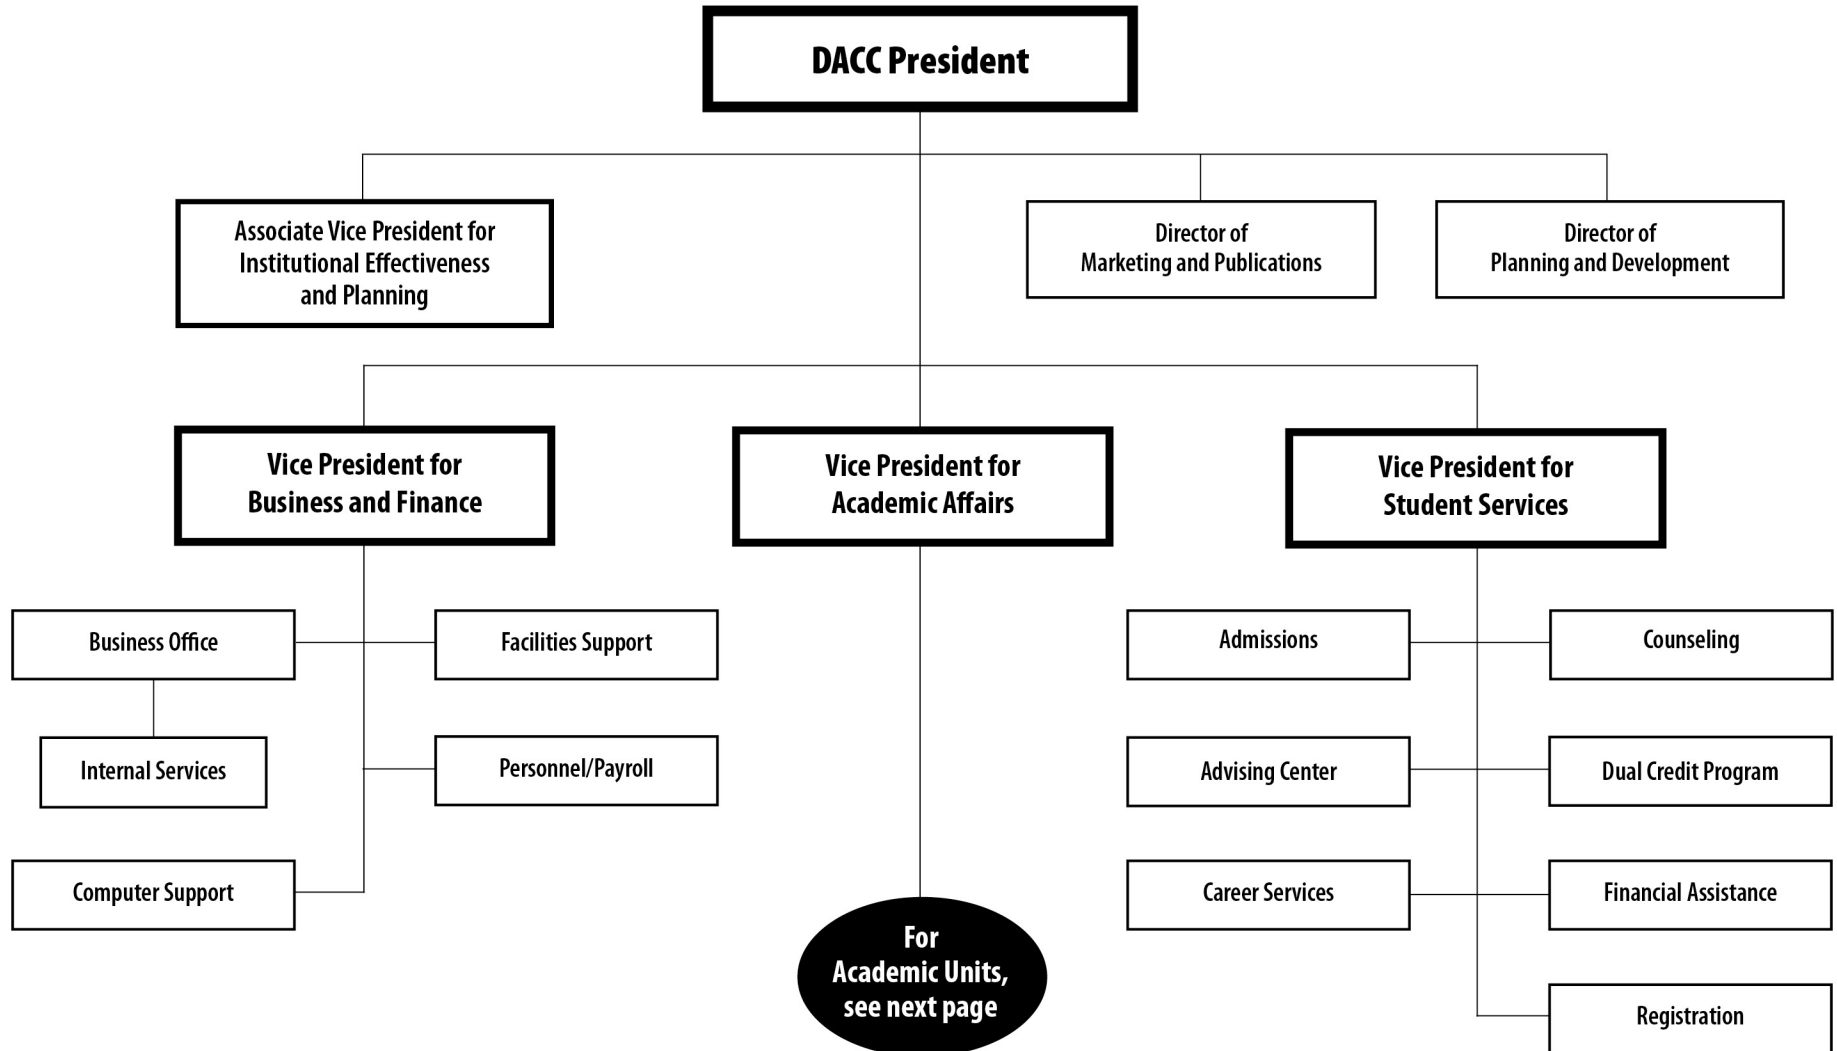 DACC President
Associate Vice President for
Institutional Effectiveness
and Planning
Director of
Marketing and Publications
Director of
Planning and Development
Vice President for
Business and Finance
Vice President for
Academic Affairs
Vice President for
Student Services
Business Office
Facilities Support
Internal Services
Personnel/Payroll
Computer Support
For
Academic Units,
see next page
Admissions
Counseling
Advising Center
Dual Credit Program
Career Services
Financial Assistance
Registration